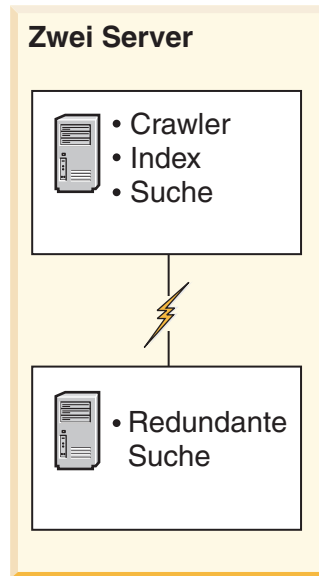 Zwei Server
• Crawler
• Index
• Suche
• Redundante
Suche